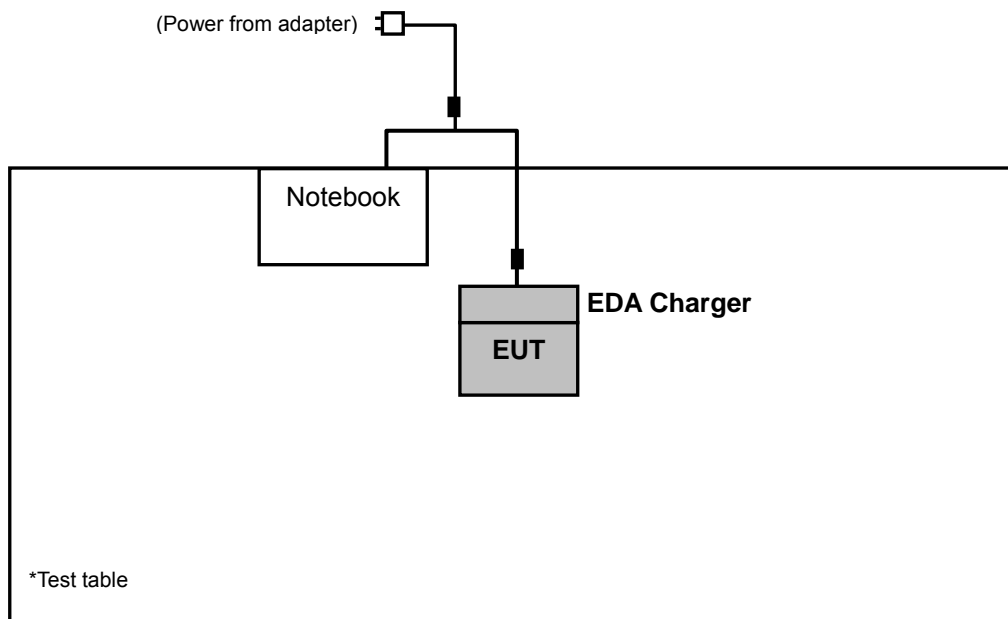 (Power from adapter)
Notebook
EDA Charger
EUT
*Test table